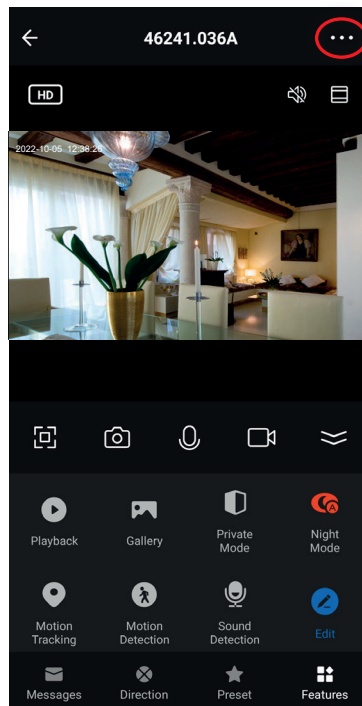 46241.036A
HD
2022-10-05 12:38:26
Playback
Gallery
Private
Mode
Night
Mode
Motion
Tracking
Motion
Detection
Sound
Detection
Edit
Messages
Direction
Preset
Features